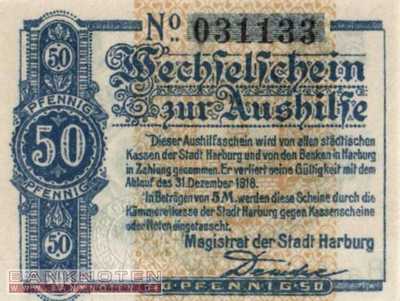 No. 031133
50
PFENNIG
50
PFENNIG
50
Wechselschein
zur Aushilfe
Dieser Aushilfsschein wird von allen städtischen
Kassen der Stadt Harburg und von den Banken in Harburg
in Zahlung genommen. Er verliert seine Gültigkeit mit dem
Ablauf des 31. Dezember 1918.
In Beträgen von 5 M. werden diese Scheine durch die
Kämmereikasse der Stadt Harburg gegen Kassenscheine
oder Noten eingetauscht.
Magistrat der Stadt Harburg
PFENNIG·50
BANKNOTEN